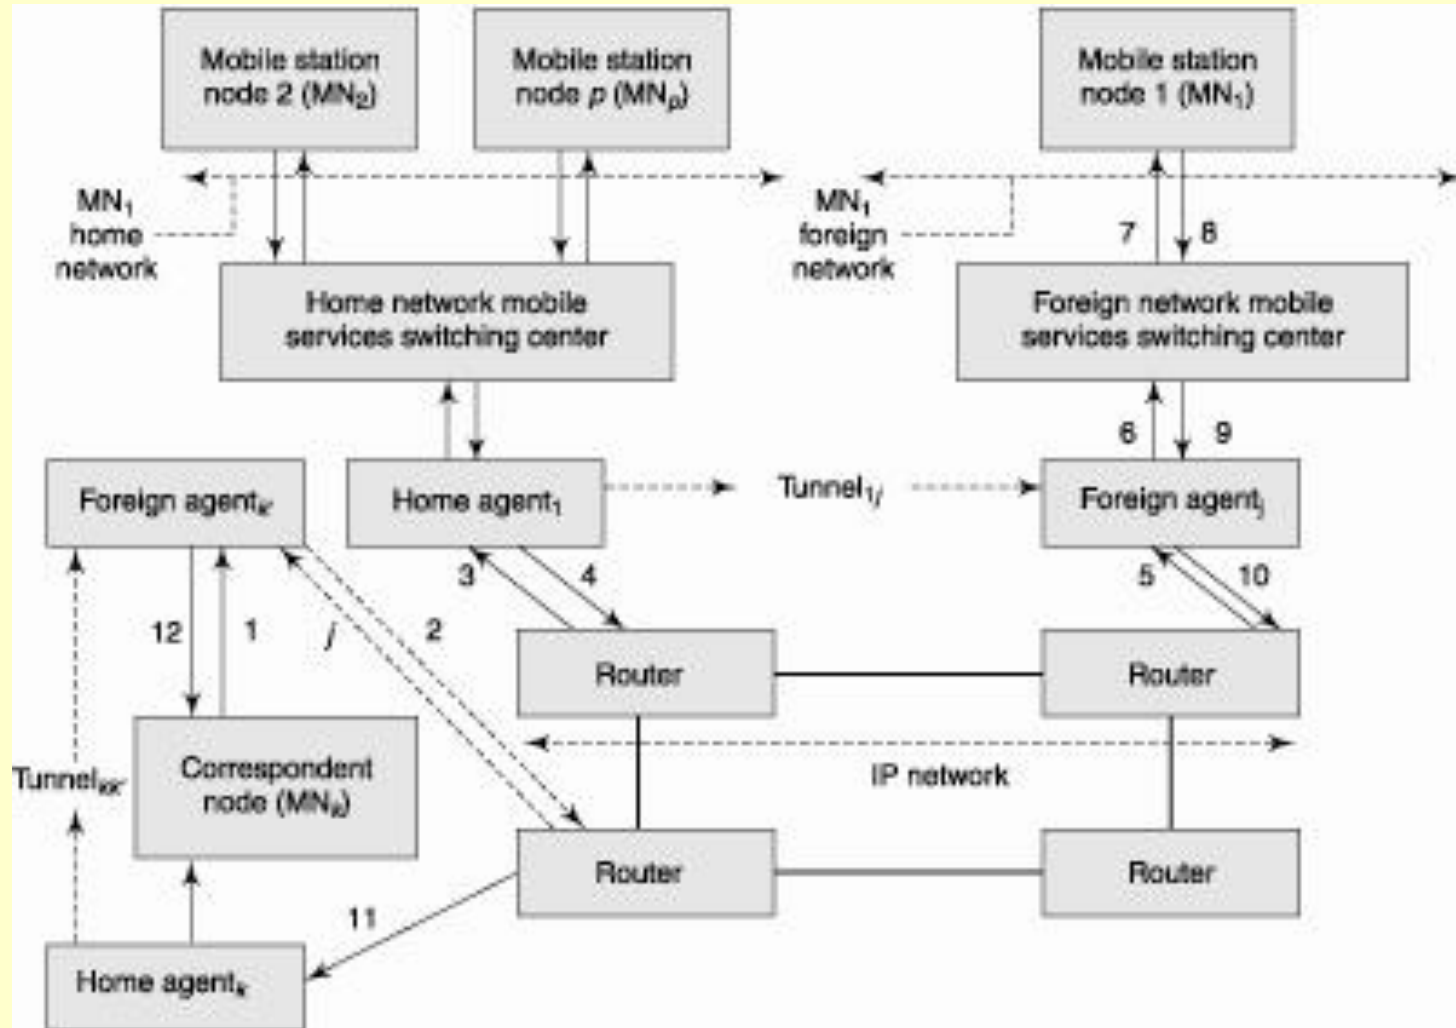 Mobile station
node 2 (MN₂)
Mobile station
node p (MNₚ)
Mobile station
node 1 (MN₁)
MN₁
home
network
MN₁
foreign
network
7
8
Home network mobile
services switching center
Foreign network mobile
services switching center
6
9
Foreign agentₖ'
Home agent₁
Tunnel₁ⱼ
Foreign agentⱼ
3
4
5
10
12
1
j
2
Router
Router
Tunnelₖₖ'
Correspondent
node (MNₖ)
IP network
Router
Router
11
Home agentₖ